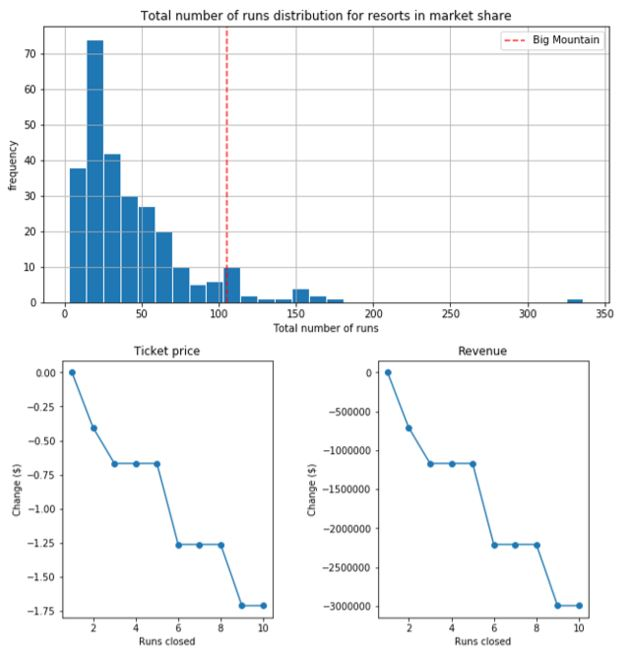 Total number of runs distribution for resorts in market share
Big Mountain
frequency
70
60
50
40
30
20
10
0
0 50 100 150 200 250 300 350
Total number of runs
Ticket price
Change ($)
0.00
−0.25
−0.50
−0.75
−1.00
−1.25
−1.50
−1.75
2 4 6 8 10
Runs closed
Revenue
Change ($)
0
−500000
−1000000
−1500000
−2000000
−2500000
−3000000
2 4 6 8 10
Runs closed